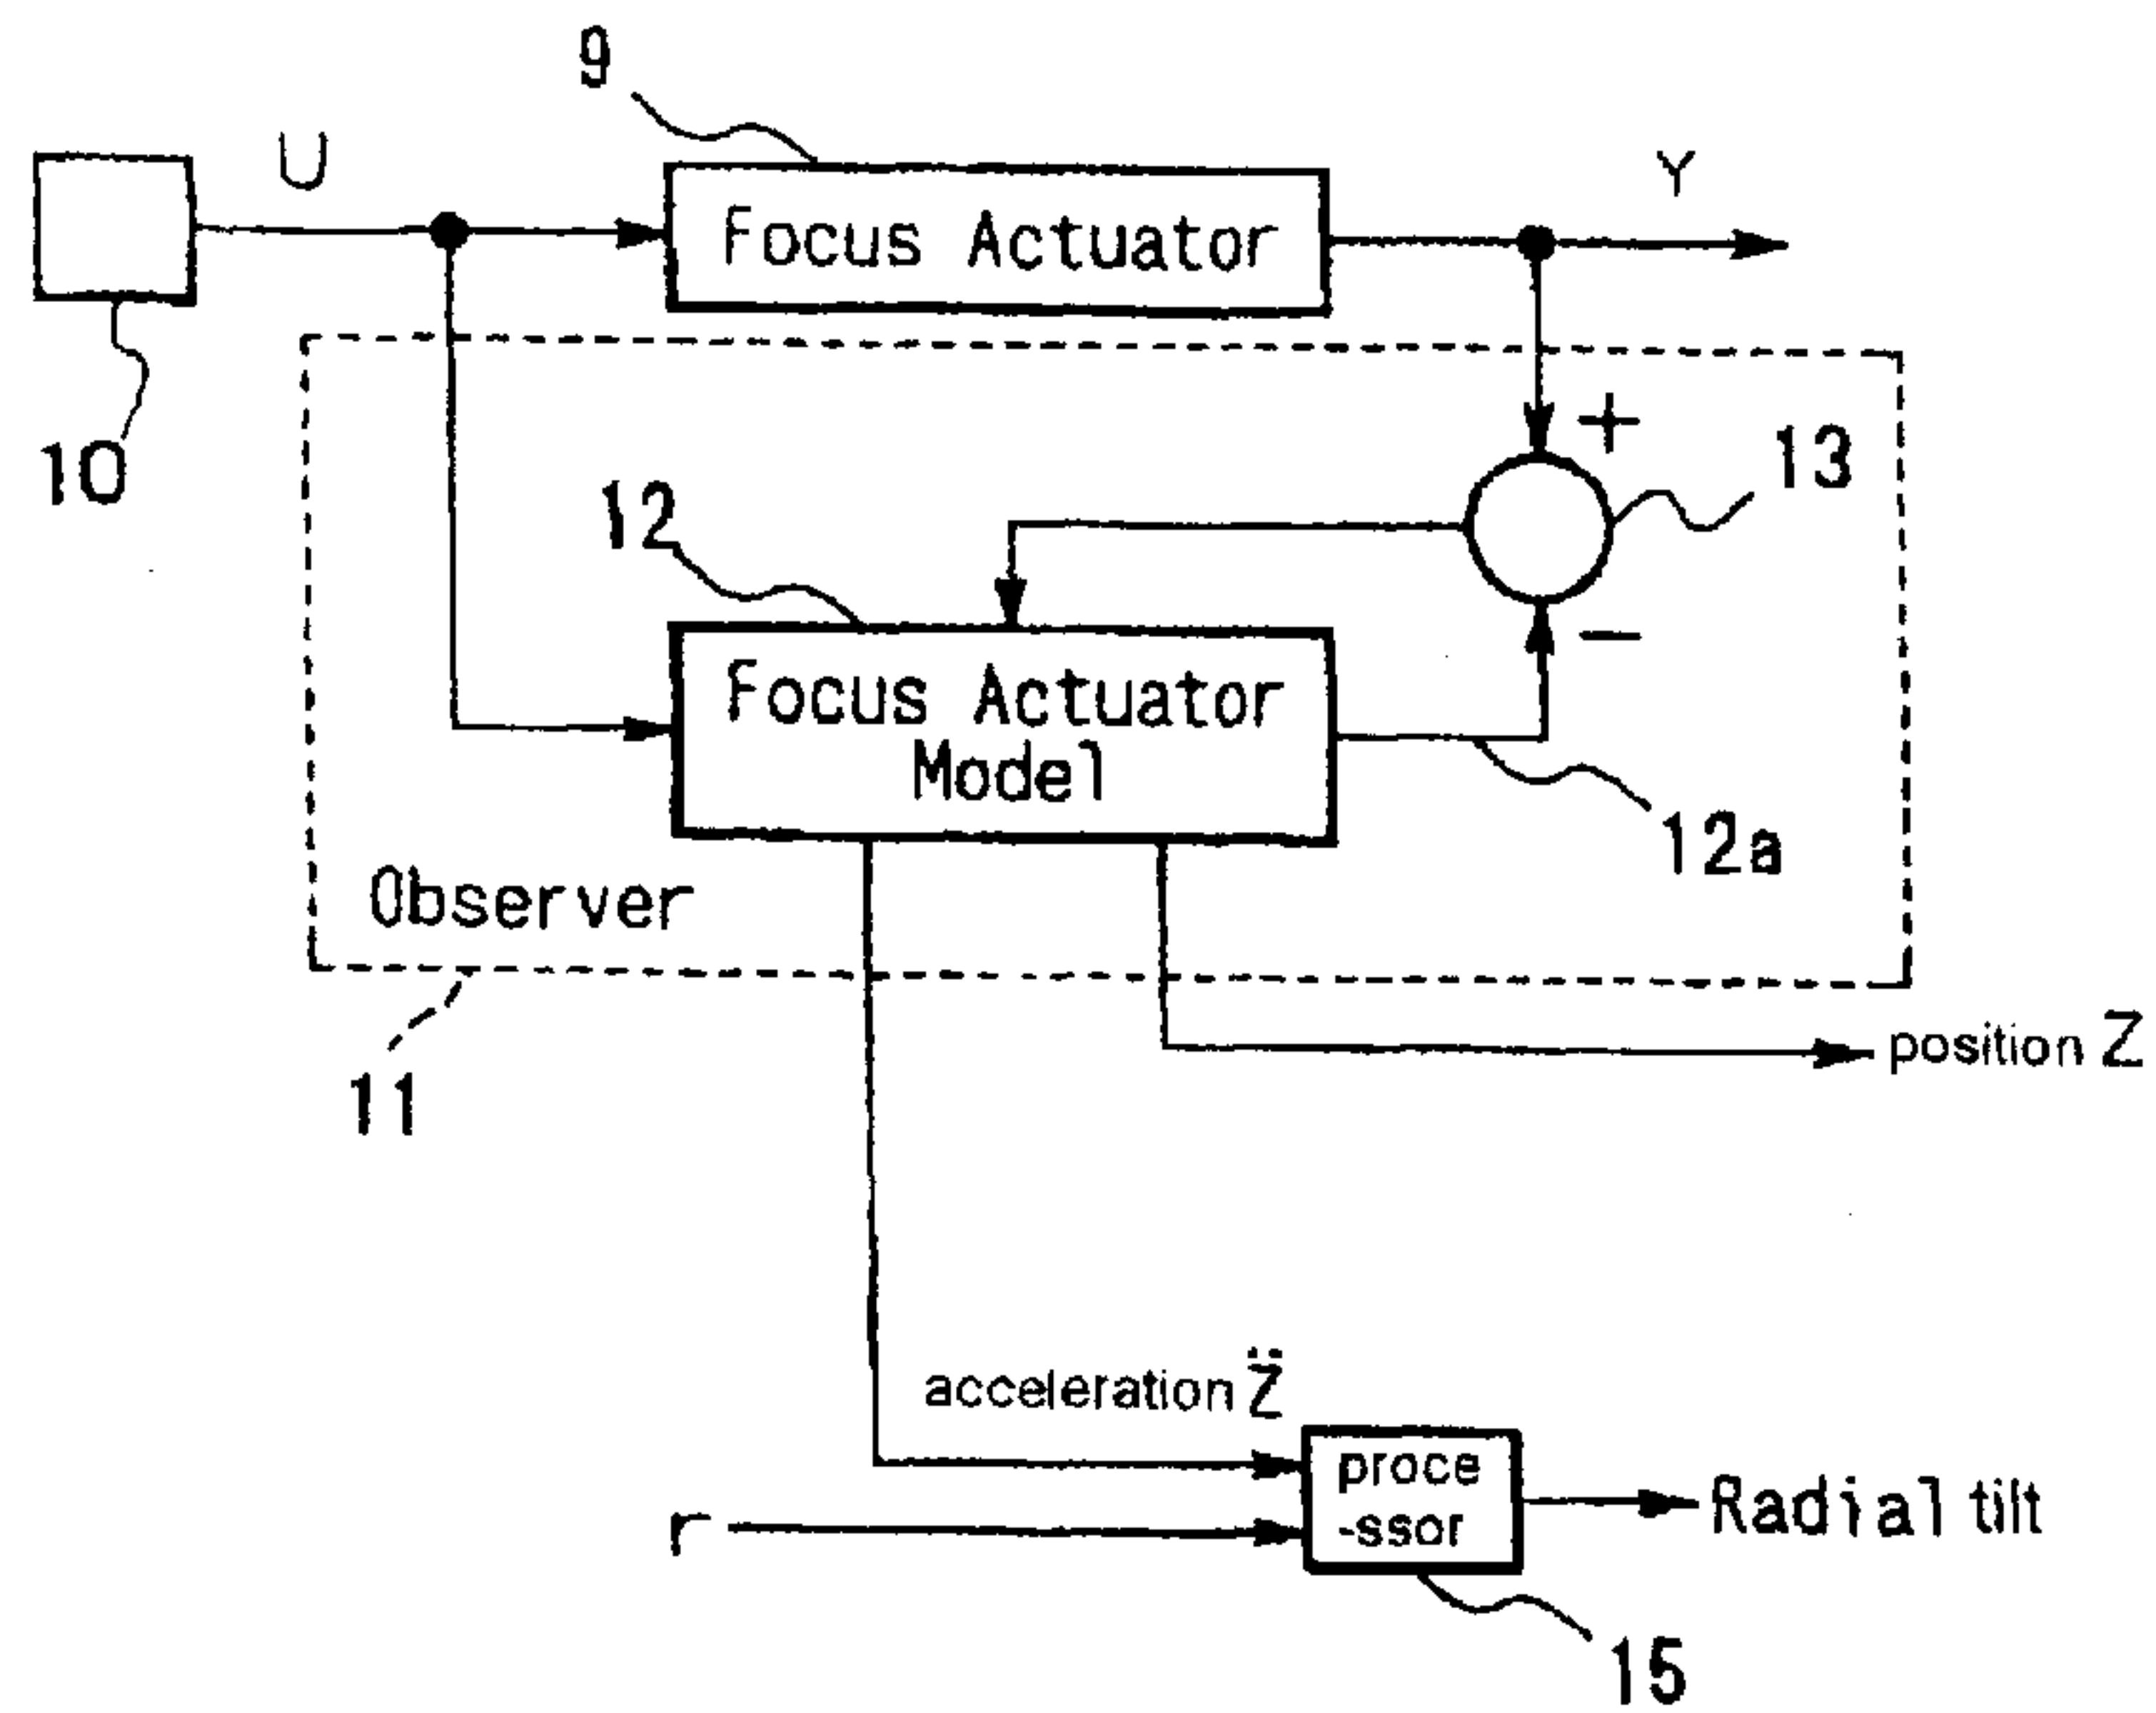 9
U
Focus Actuator
Y
10
+
13
12
−
Focus Actuator
Model
12a
Observer
11
position Z
acceleration Z̈
r
proce
-ssor
Radial tilt
15